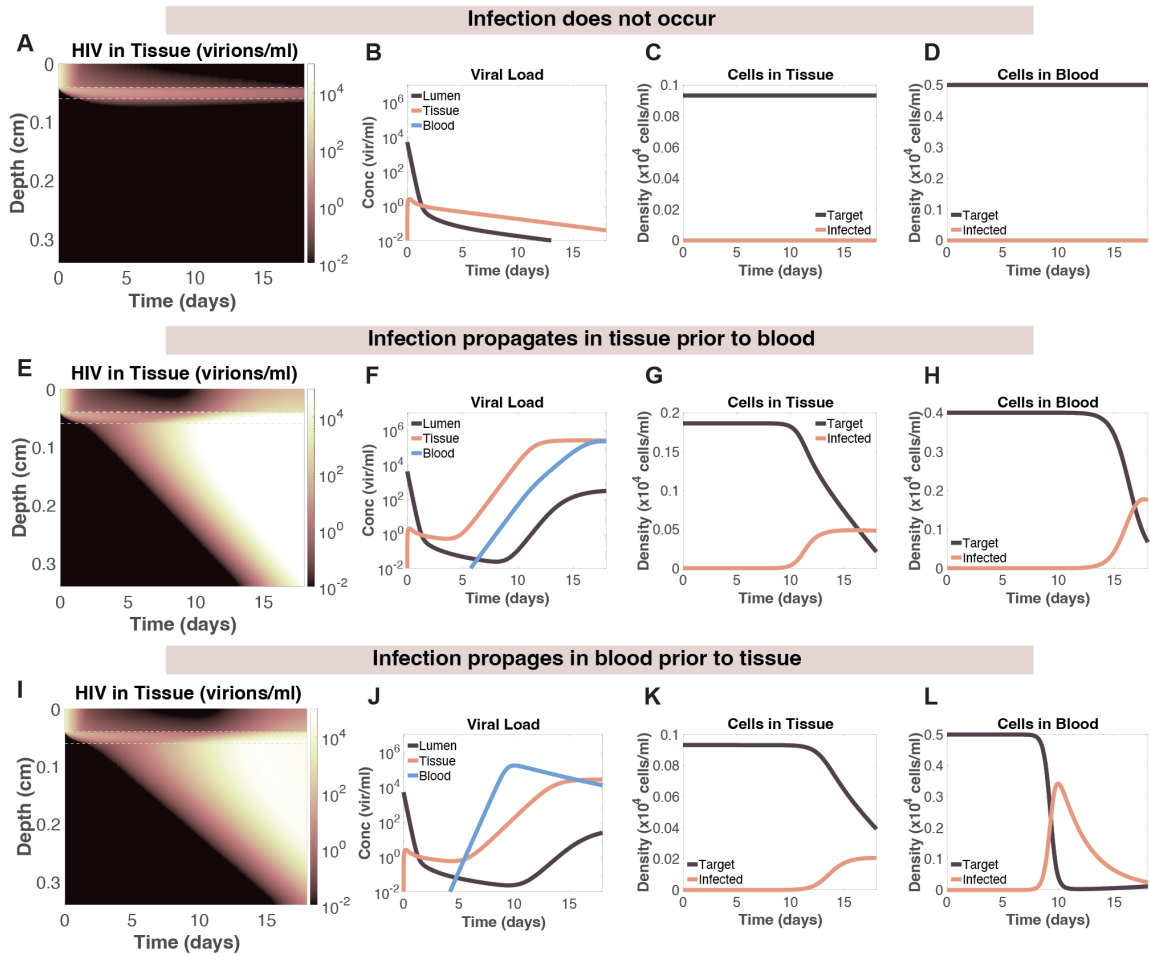 Infection does not occur
A
HIV in Tissue (virions/ml)
0
0.1
0.2
0.3
Depth (cm)
0 5 10 15
Time (days)
10^4
10^2
10^0
10^-2
B
Viral Load
Lumen
Tissue
Blood
10^6
10^4
10^2
10^0
10^-2
Conc (vir/ml)
0 5 10 15
Time (days)
C
Cells in Tissue
0.1
0.08
0.06
0.04
0.02
0
Density (x10^4 cells/ml)
Target
Infected
0 5 10 15
Time (days)
D
Cells in Blood
0.5
0.4
0.3
0.2
0.1
0
Density (x10^4 cells/ml)
Target
Infected
0 5 10 15
Time (days)
Infection propagates in tissue prior to blood
E
HIV in Tissue (virions/ml)
0
0.1
0.2
0.3
Depth (cm)
0 5 10 15
Time (days)
10^4
10^2
10^0
10^-2
F
Viral Load
Lumen
Tissue
Blood
10^6
10^4
10^2
10^0
10^-2
Conc (vir/ml)
0 5 10 15
Time (days)
G
Cells in Tissue
0.2
0.15
0.1
0.05
0
Density (x10^4 cells/ml)
Target
Infected
0 5 10 15
Time (days)
H
Cells in Blood
0.4
0.3
0.2
0.1
0
Density (x10^4 cells/ml)
Target
Infected
0 5 10 15
Time (days)
Infection propages in blood prior to tissue
I
HIV in Tissue (virions/ml)
0
0.1
0.2
0.3
Depth (cm)
0 5 10 15
Time (days)
10^4
10^2
10^0
10^-2
J
Viral Load
Lumen
Tissue
Blood
10^6
10^4
10^2
10^0
10^-2
Conc (vir/ml)
0 5 10 15
Time (days)
K
Cells in Tissue
0.1
0.08
0.06
0.04
0.02
0
Density (x10^4 cells/ml)
Target
Infected
0 5 10 15
Time (days)
L
Cells in Blood
0.5
0.4
0.3
0.2
0.1
0
Density (x10^4 cells/ml)
Target
Infected
0 5 10 15
Time (days)